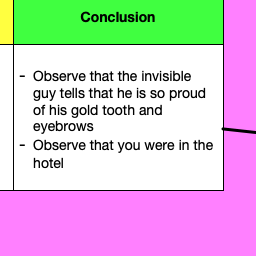 Conclusion
- Observe that the invisible
guy tells that he is so proud
of his gold tooth and
eyebrows
- Observe that you were in the
hotel